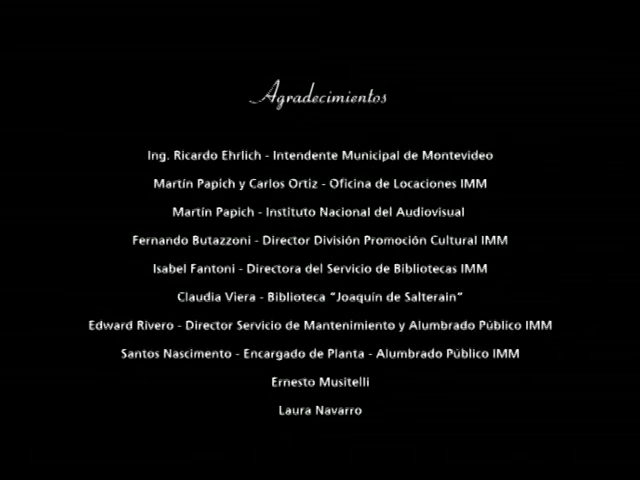 Agradecimientos
Ing. Ricardo Ehrlich - Intendente Municipal de Montevideo
Martín Papich y Carlos Ortiz - Oficina de Locaciones IMM
Martín Papich - Instituto Nacional del Audiovisual
Fernando Butazzoni - Director División Promoción Cultural IMM
Isabel Fantoni - Directora del Servicio de Bibliotecas IMM
Claudia Viera - Biblioteca “Joaquín de Salterain”
Edward Rivero - Director Servicio de Mantenimiento y Alumbrado Público IMM
Santos Nascimento - Encargado de Planta - Alumbrado Público IMM
Ernesto Musitelli
Laura Navarro